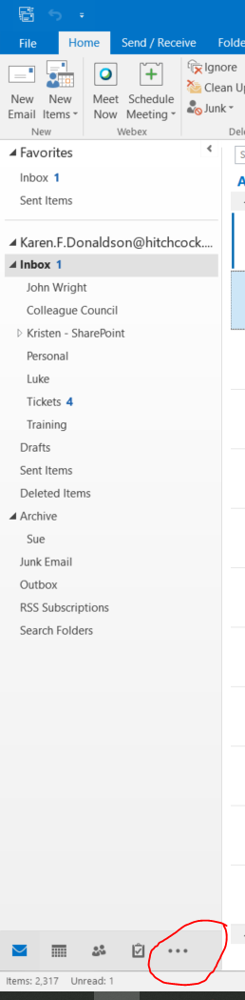 File Home Send / Receive Folde
New Email
New Items
Meet Now
Schedule Meeting
Ignore
Clean Up
Junk
New Webex Del
Favorites
Inbox 1
Sent Items
Karen.F.Donaldson@hitchcock....
Inbox 1
John Wright
Colleague Council
Kristen - SharePoint
Personal
Luke
Tickets 4
Training
Drafts
Sent Items
Deleted Items
Archive
Sue
Junk Email
Outbox
RSS Subscriptions
Search Folders
Items: 2,317 Unread: 1